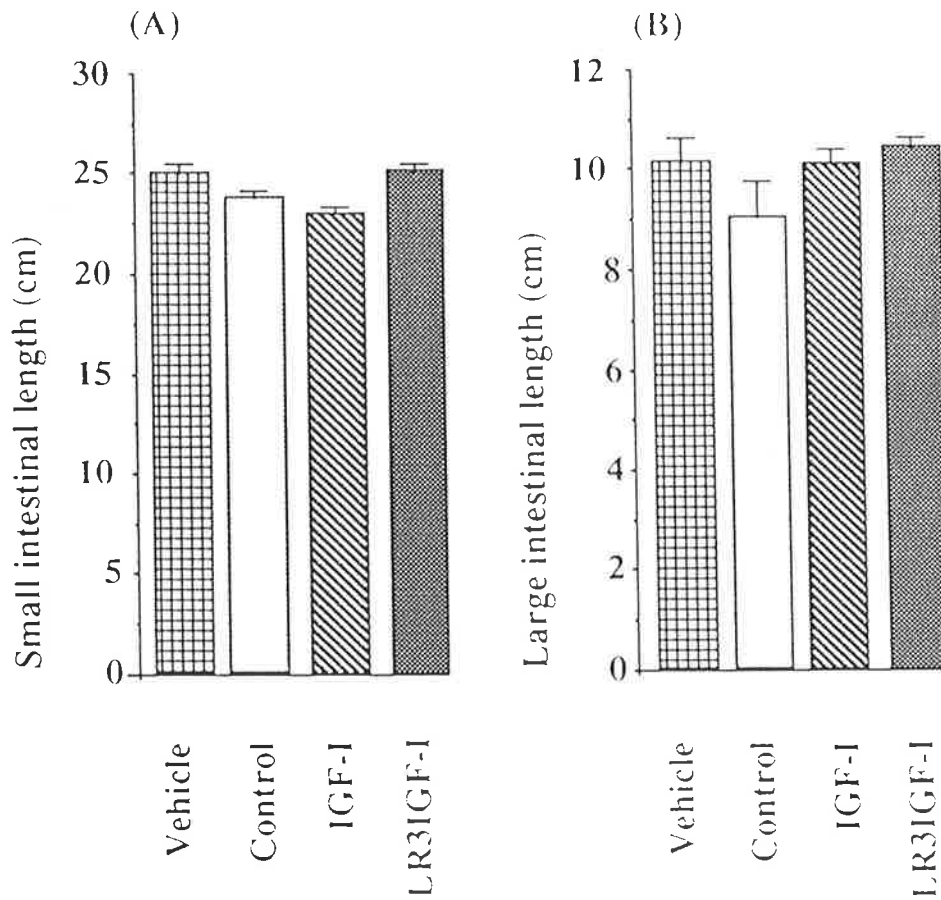 (A)
Small intestinal length (cm)
30
25
20
15
10
5
0
Vehicle
Control
IGF-I
LR3IGF-I
(B)
Large intestinal length (cm)
12
10
8
6
4
2
0
Vehicle
Control
IGF-I
LR3IGF-I